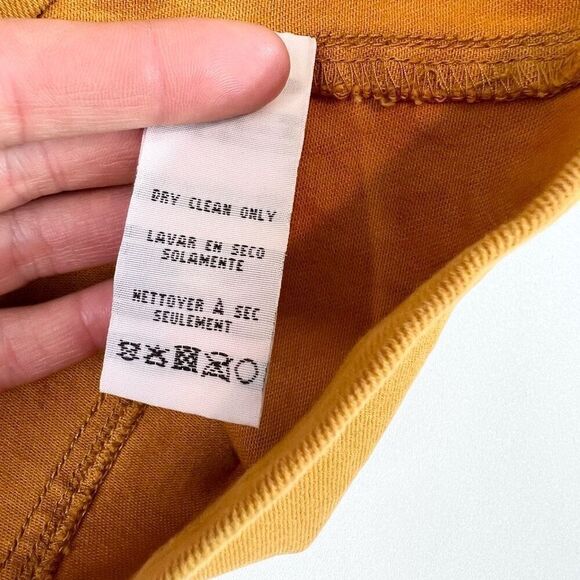 DRY CLEAN ONLY
LAVAR EN SECO
SOLAMENTE
NETTOYER À SEC
SEULEMENT